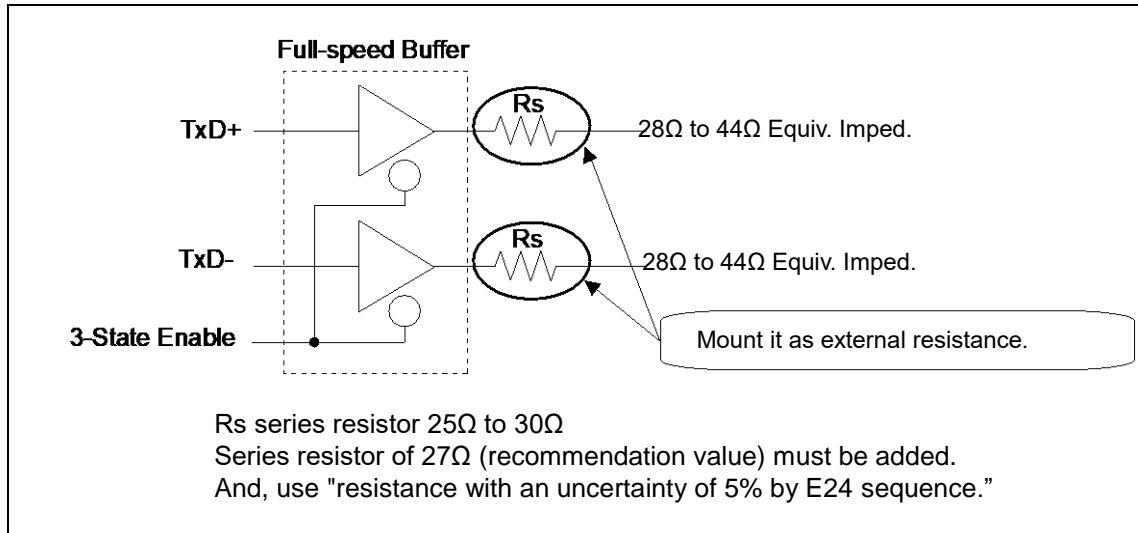 Full-speed Buffer
Rs
TxD+
28Ω to 44Ω Equiv. Imped.
Rs
TxD-
28Ω to 44Ω Equiv. Imped.
3-State Enable
Mount it as external resistance.
Rs series resistor 25Ω to 30Ω
Series resistor of 27Ω (recommendation value) must be added.
And, use "resistance with an uncertainty of 5% by E24 sequence.”